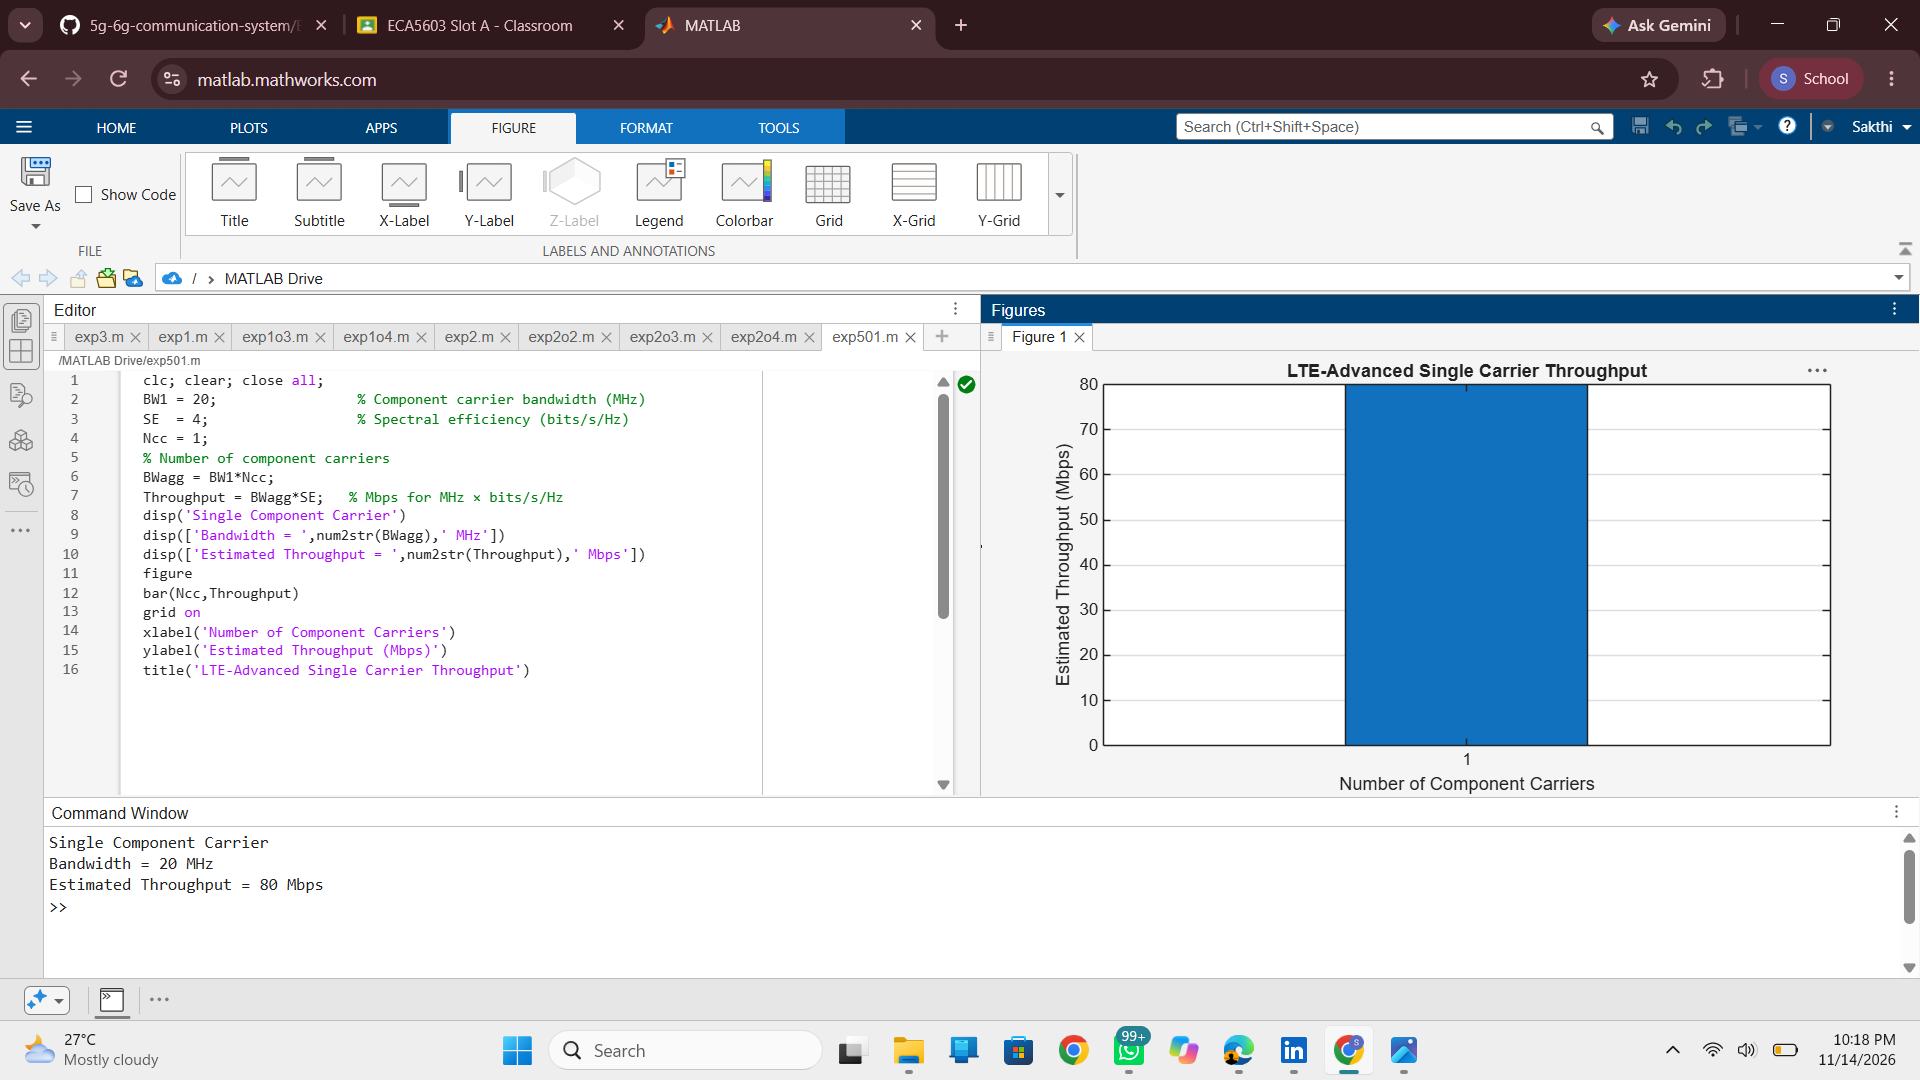 5g-6g-communication-system/E
ECA5603 Slot A - Classroom
MATLAB
Ask Gemini
matlab.mathworks.com
S School
HOME PLOTS APPS FIGURE FORMAT TOOLS
Search (Ctrl+Shift+Space)
Sakthi
Save As
Show Code
Title Subtitle X-Label Y-Label Z-Label Legend Colorbar Grid X-Grid Y-Grid
FILE
LABELS AND ANNOTATIONS
/ › MATLAB Drive
Editor
exp3.m exp1.m exp1o3.m exp1o4.m exp2.m exp2o2.m exp2o3.m exp2o4.m exp501.m
/MATLAB Drive/exp501.m
1 clc; clear; close all;
2 BW1 = 20; % Component carrier bandwidth (MHz)
3 SE  = 4; % Spectral efficiency (bits/s/Hz)
4 Ncc = 1;
5 % Number of component carriers
6 BWagg = BW1*Ncc;
7 Throughput = BWagg*SE; % Mbps for MHz × bits/s/Hz
8 disp('Single Component Carrier')
9 disp(['Bandwidth = ',num2str(BWagg),' MHz'])
10 disp(['Estimated Throughput = ',num2str(Throughput),' Mbps'])
11 figure
12 bar(Ncc,Throughput)
13 grid on
14 xlabel('Number of Component Carriers')
15 ylabel('Estimated Throughput (Mbps)')
16 title('LTE-Advanced Single Carrier Throughput')
Figures
Figure 1
LTE-Advanced Single Carrier Throughput
Estimated Throughput (Mbps)
80
70
60
50
40
30
20
10
0
1
Number of Component Carriers
Command Window
Single Component Carrier
Bandwidth = 20 MHz
Estimated Throughput = 80 Mbps
>>
27°C
Mostly cloudy
Search
99+
10:18 PM
11/14/2026